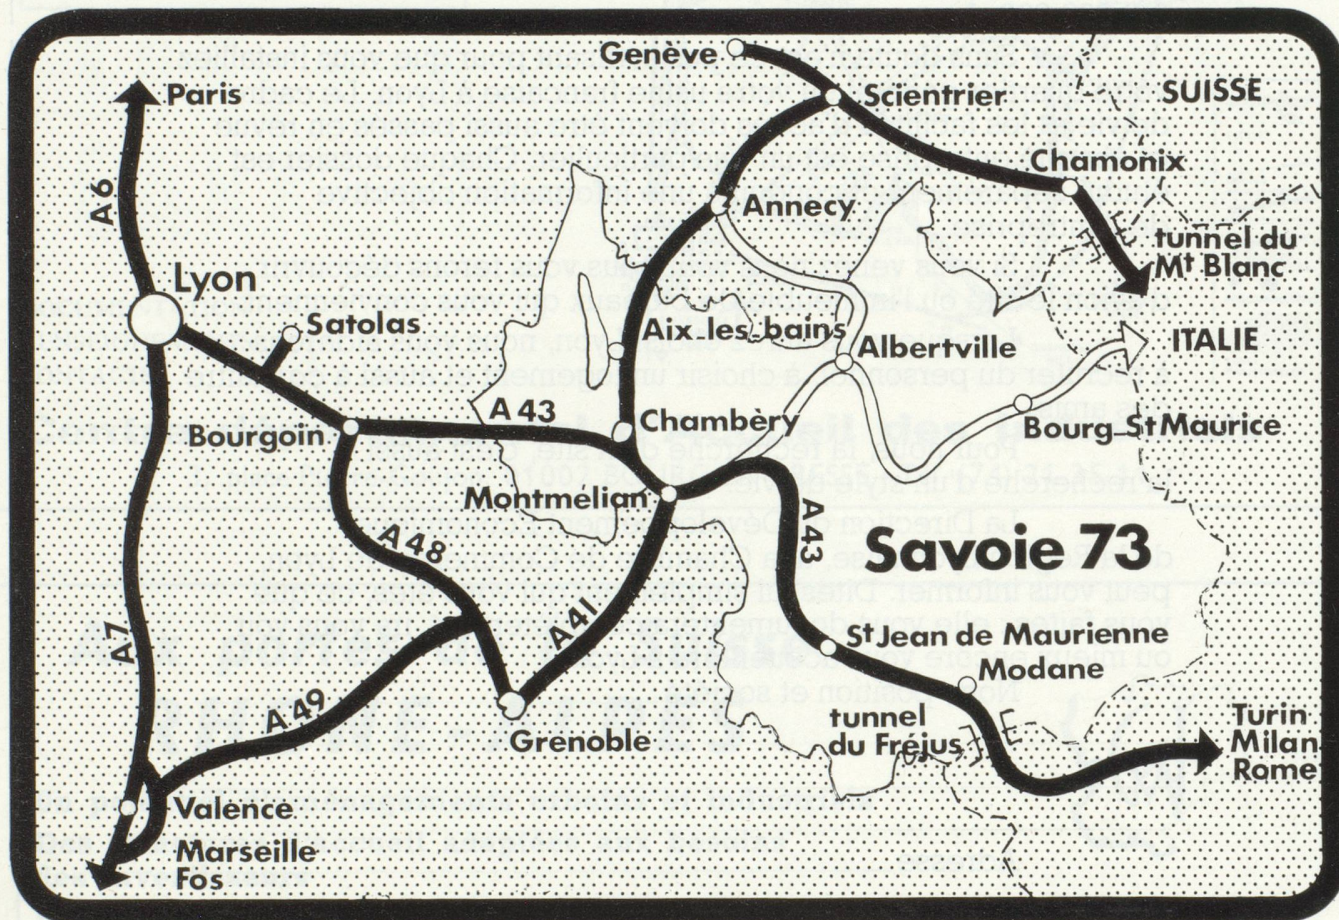 Genève
Scientrier
SUISSE
Paris
Chamonix
A 6
Annecy
tunnel du
Mt Blanc
Lyon
Satolas
Aix les bains
Albertville
ITALIE
A 43
Chambèry
Bourg St Maurice
Bourgoin
Montmélian
A 43
A 48
Savoie 73
A 41
A 7
St Jean de Maurienne
Modane
A 49
tunnel
du Fréjus
Grenoble
Turin
Milan
Rome
Valence
Marseille
Fos